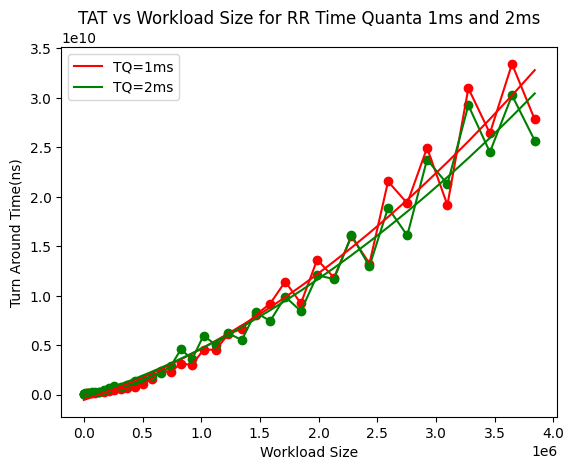 TAT vs Workload Size for RR Time Quanta 1ms and 2ms
1e10
TQ=1ms
TQ=2ms
3.5
3.0
2.5
2.0
1.5
1.0
0.5
0.0
Turn Around Time(ns)
0.0 0.5 1.0 1.5 2.0 2.5 3.0 3.5 4.0
Workload Size
1e6